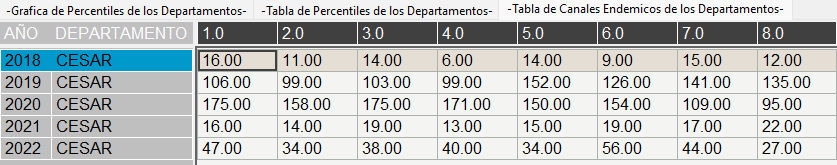 -Grafica de Percentiles de los Departamentos- -Tabla de Percentiles de los Departamentos- -Tabla de Canales Endemicos de los Departamentos-
AÑO DEPARTAMENTO 1.0 2.0 3.0 4.0 5.0 6.0 7.0 8.0
2018 CESAR 16.00 11.00 14.00 6.00 14.00 9.00 15.00 12.00
2019 CESAR 106.00 99.00 103.00 99.00 152.00 126.00 141.00 135.00
2020 CESAR 175.00 158.00 175.00 171.00 150.00 154.00 109.00 95.00
2021 CESAR 16.00 14.00 19.00 13.00 15.00 19.00 17.00 22.00
2022 CESAR 47.00 34.00 38.00 40.00 34.00 56.00 44.00 27.00